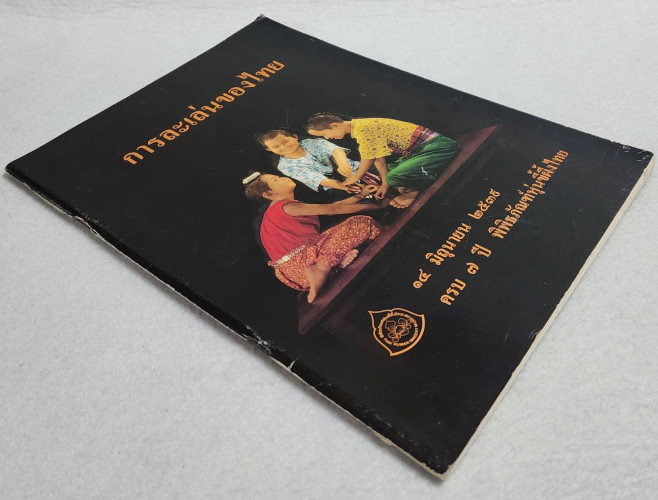 การละเล่นของไทย
๑๔ มิถุนายน ๒๕๓๙
ครบ ๗ ปี พิพิธภัณฑ์หุ่นขี้ผึ้งไทย